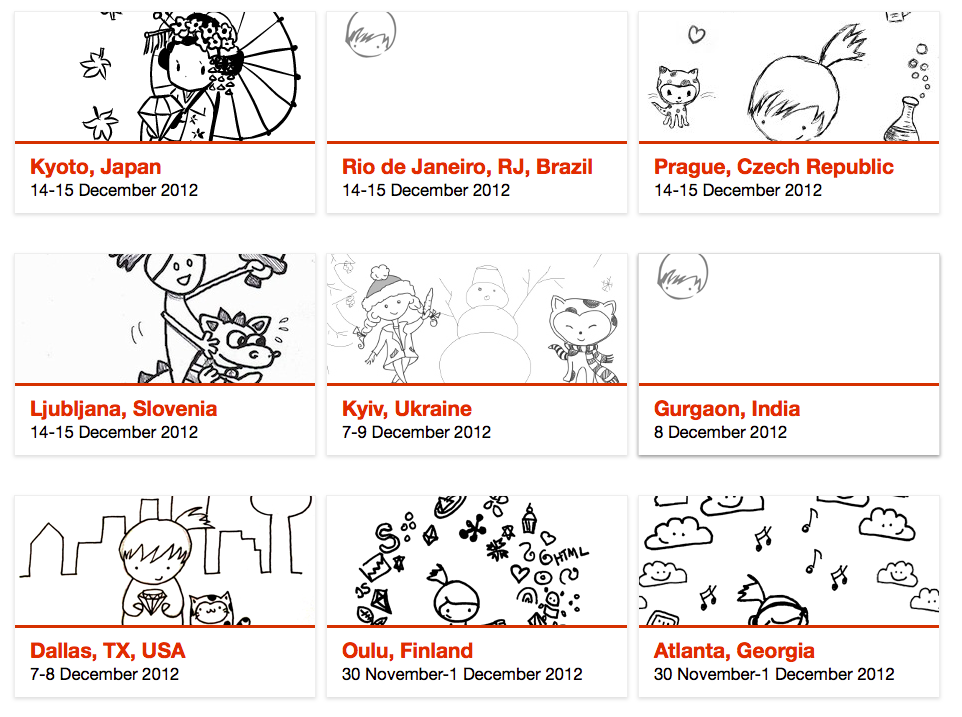 Kyoto, Japan
14-15 December 2012
Rio de Janeiro, RJ, Brazil
14-15 December 2012
Prague, Czech Republic
14-15 December 2012
Ljubljana, Slovenia
14-15 December 2012
Kyiv, Ukraine
7-9 December 2012
Gurgaon, India
8 December 2012
S
HTML
JS
Dallas, TX, USA
7-8 December 2012
Oulu, Finland
30 November-1 December 2012
Atlanta, Georgia
30 November-1 December 2012